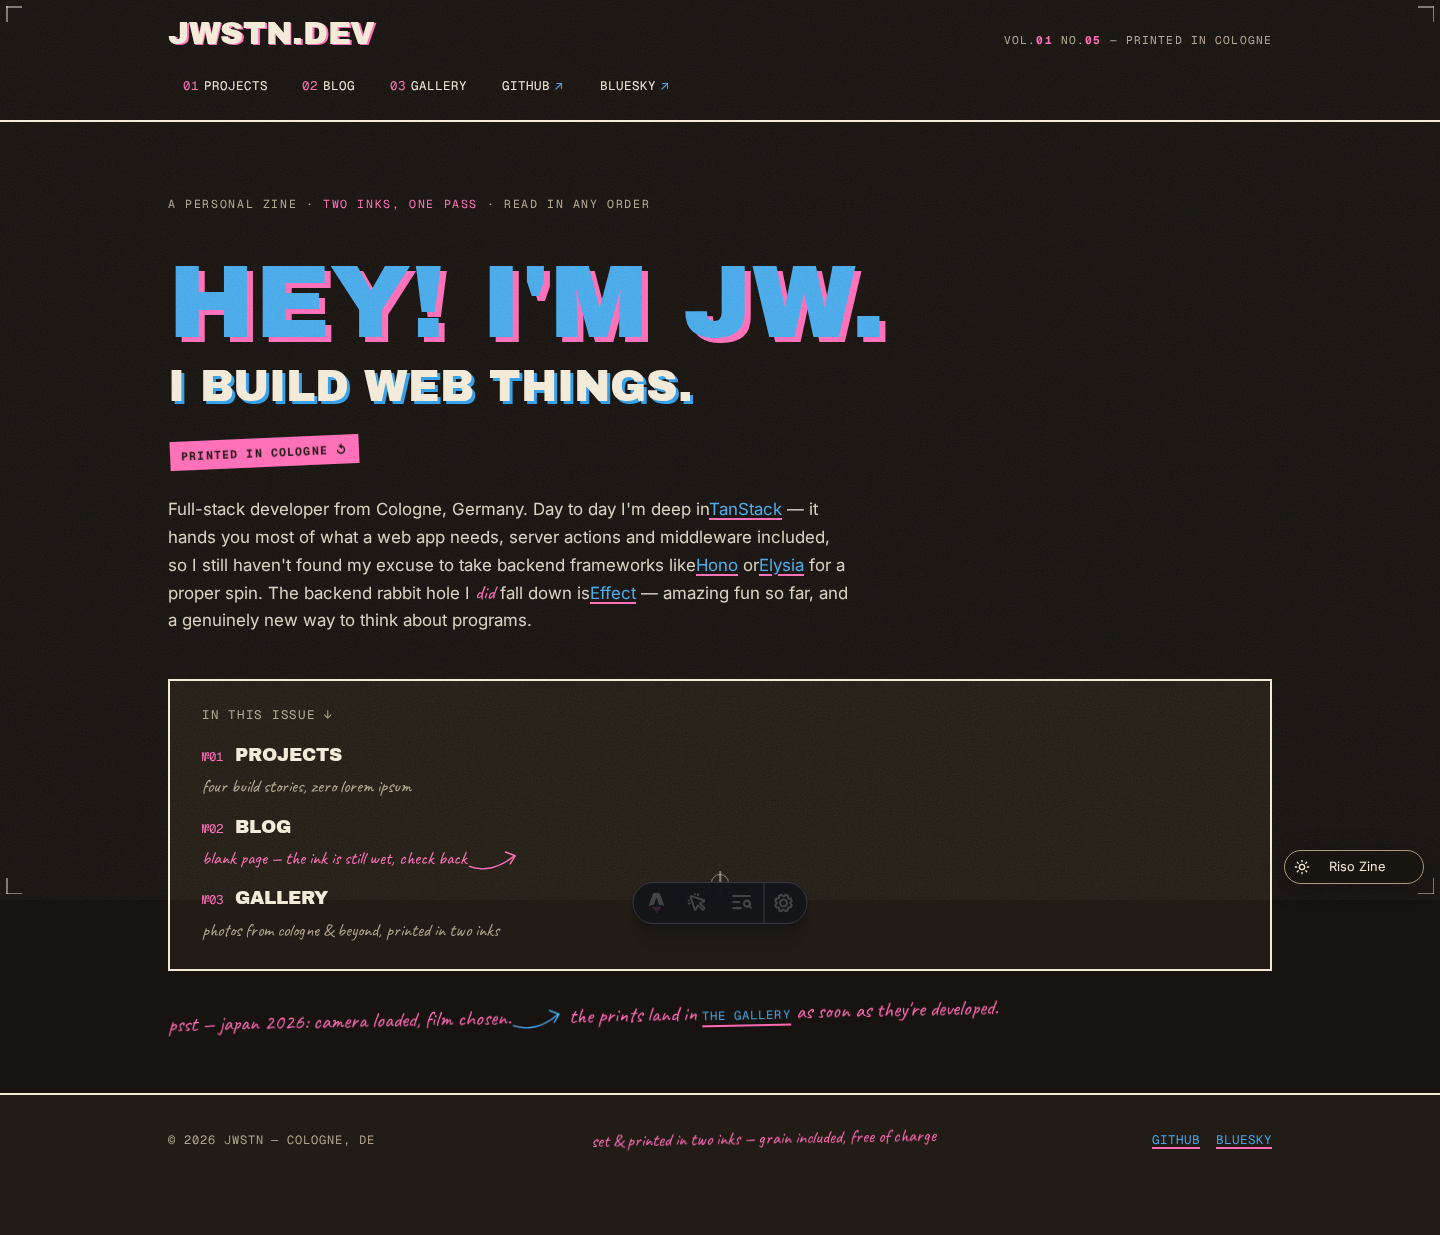 JWSTN.DEV
VOL.01 NO.05 — PRINTED IN COLOGNE
01 PROJECTS 02 BLOG 03 GALLERY GITHUB ↗ BLUESKY ↗
A PERSONAL ZINE · TWO INKS, ONE PASS · READ IN ANY ORDER
HEY! I'M JW.
I BUILD WEB THINGS.
PRINTED IN COLOGNE ↺
Full-stack developer from Cologne, Germany. Day to day I'm deep inTanStack — it
hands you most of what a web app needs, server actions and middleware included,
so I still haven't found my excuse to take backend frameworks likeHono orElysia for a
proper spin. The backend rabbit hole I did fall down isEffect — amazing fun so far, and
a genuinely new way to think about programs.
IN THIS ISSUE ↓
№01 PROJECTS
four build stories, zero lorem ipsum
№02 BLOG
blank page — the ink is still wet, check back
№03 GALLERY
photos from cologne & beyond, printed in two inks
Riso Zine
psst — japan 2026: camera loaded, film chosen. the prints land in THE GALLERY as soon as they're developed.
© 2026 JWSTN — COLOGNE, DE
set & printed in two inks — grain included, free of charge
GITHUB BLUESKY